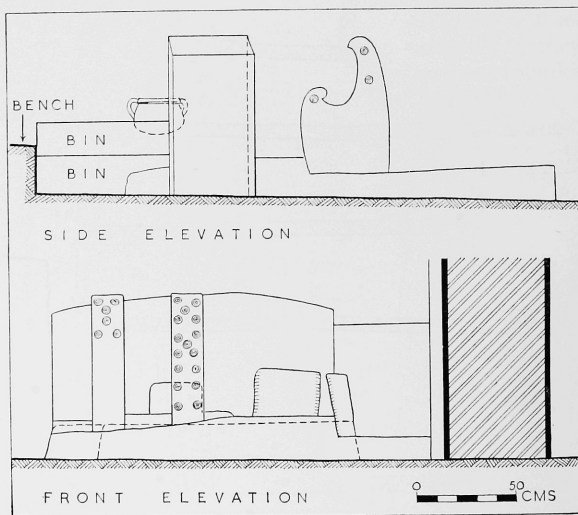 BENCH
BIN
BIN
SIDE ELEVATION
FRONT ELEVATION
0 50 CMS